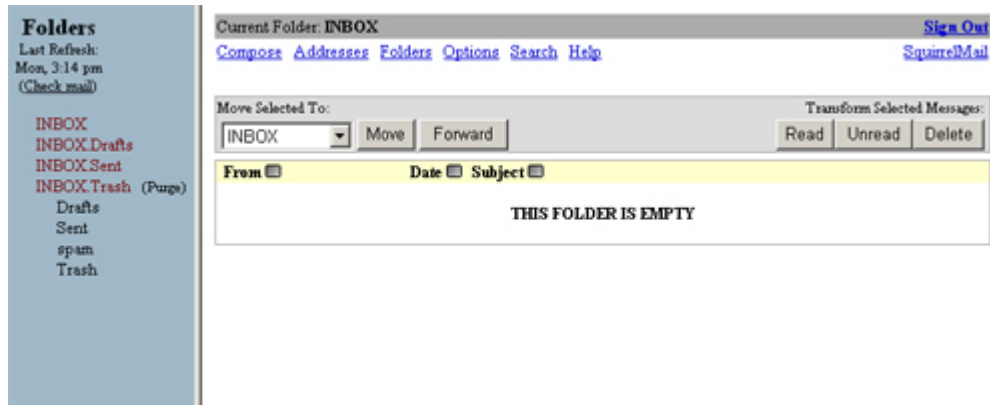 Folders
Last Refresh:
Mon, 3:14 pm
(Check mail)
INBOX
INBOX.Drafts
INBOX.Sent
INBOX.Trash (Purge)
Drafts
Sent
spam
Trash
Current Folder: INBOX Sign Out
Compose Addresses Folders Options Search Help SquirrelMail
Move Selected To: Transform Selected Messages:
INBOX Move Forward Read Unread Delete
From Date Subject
THIS FOLDER IS EMPTY